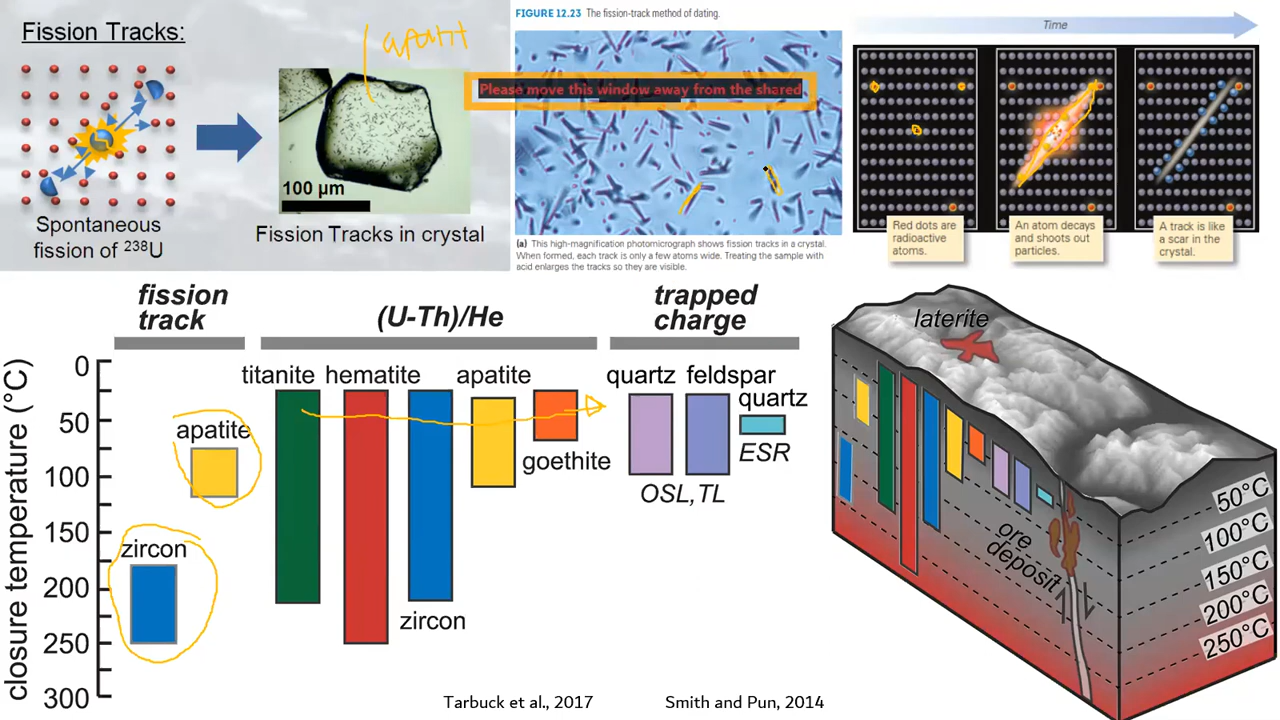 Fission Tracks:
apatit
100 µm
Spontaneous
fission of ²³⁸U
Fission Tracks in crystal
FIGURE 12.23 The fission-track method of dating.
Please move this window away from the shared
(a) This high-magnification photomicrograph shows fission tracks in a crystal.
When formed, each track is only a few atoms wide. Treating the sample with
acid enlarges the tracks so they are visible.
Time
Red dots are
radioactive
atoms.
An atom decays
and shoots out
particles.
A track is like
a scar in the
crystal.
fission
track
(U-Th)/He
trapped
charge
closure temperature (°C)
0
50
100
150
200
250
300
zircon
apatite
titanite
hematite
zircon
apatite
goethite
quartz
feldspar
OSL, TL
quartz
ESR
laterite
ore
deposit
50°C
100°C
150°C
200°C
250°C
Tarbuck et al., 2017
Smith and Pun, 2014